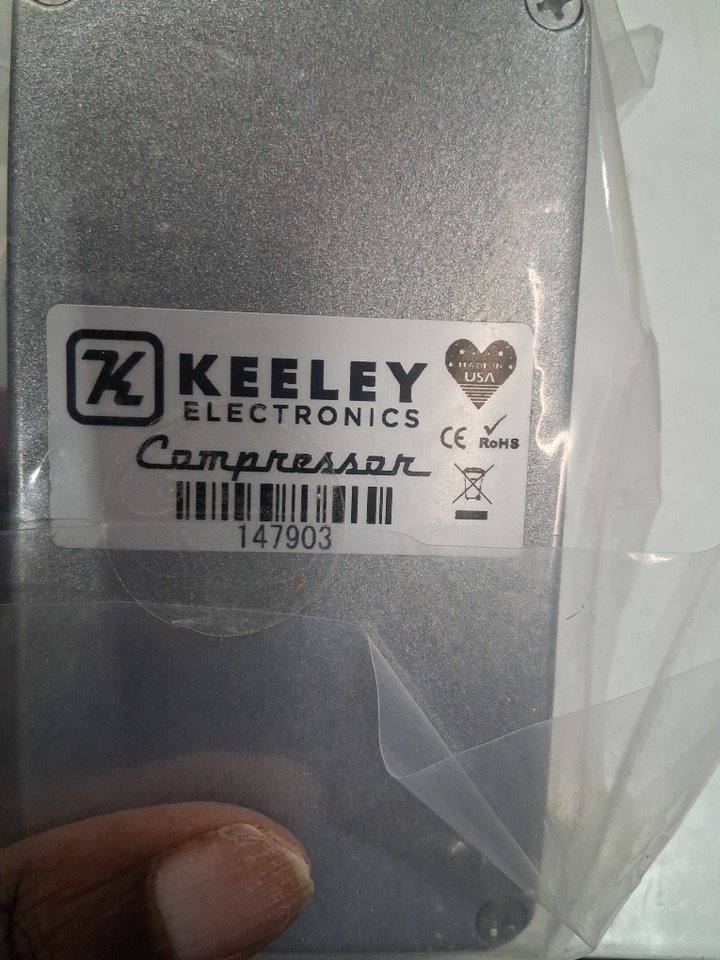 K
KEELEY
ELECTRONICS
MADE IN
USA
CE RoHS
Compressor
147903